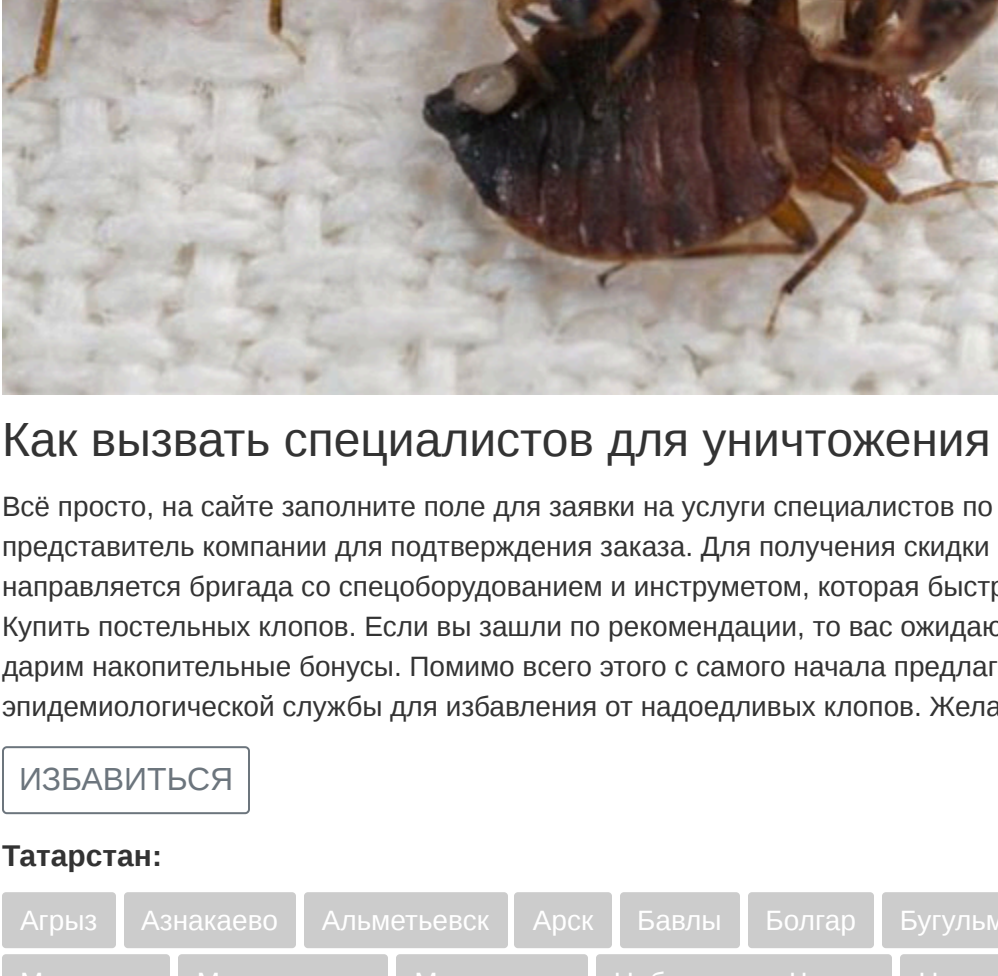 Как вызвать специалистов для уничтожения
Всё просто, на сайте заполните поле для заявки на услуги специалистов по
представитель компании для подтверждения заказа. Для получения скидки
направляется бригада со спецоборудованием и инструметом, которая быстр
Купить постельных клопов. Если вы зашли по рекомендации, то вас ожидаю
дарим накопительные бонусы. Помимо всего этого с самого начала предлаг
эпидемиологической службы для избавления от надоедливых клопов. Жела
ИЗБАВИТЬСЯ
Татарстан:
Агрыз Азнакаево Альметьевск Арск Бавлы Болгар Бугульм